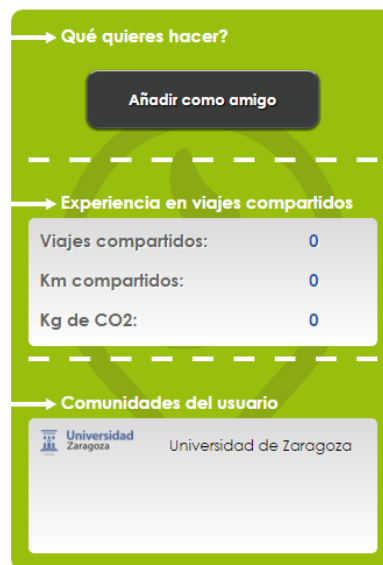 Qué quieres hacer?
Añadir como amigo
Experiencia en viajes compartidos
Viajes compartidos: 0
Km compartidos: 0
Kg de CO2: 0
Comunidades del usuario
Universidad
Zaragoza
Universidad de Zaragoza